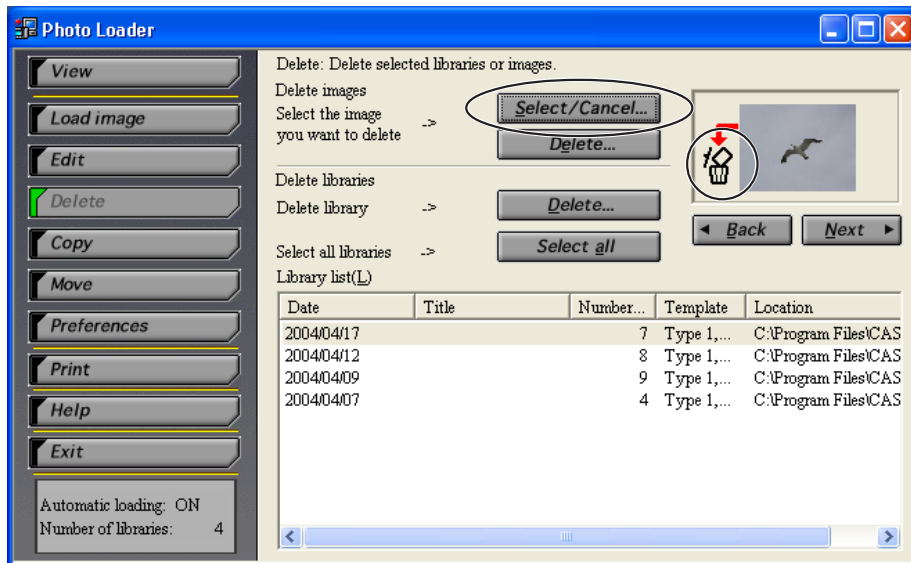 Photo Loader
View
Load image
Edit
Delete
Copy
Move
Preferences
Print
Help
Exit
Automatic loading: ON
Number of libraries: 4
Delete: Delete selected libraries or images.
Delete images
Select the image
you want to delete
->
Select/Cancel...
Delete...
Delete libraries
Delete library -> Delete...
Select all libraries -> Select all
◄ Back Next ►
Library list(L)
Date Title Number... Template Location
2004/04/17 7 Type 1,... C:\Program Files\CAS
2004/04/12 8 Type 1,... C:\Program Files\CAS
2004/04/09 9 Type 1,... C:\Program Files\CAS
2004/04/07 4 Type 1,... C:\Program Files\CAS